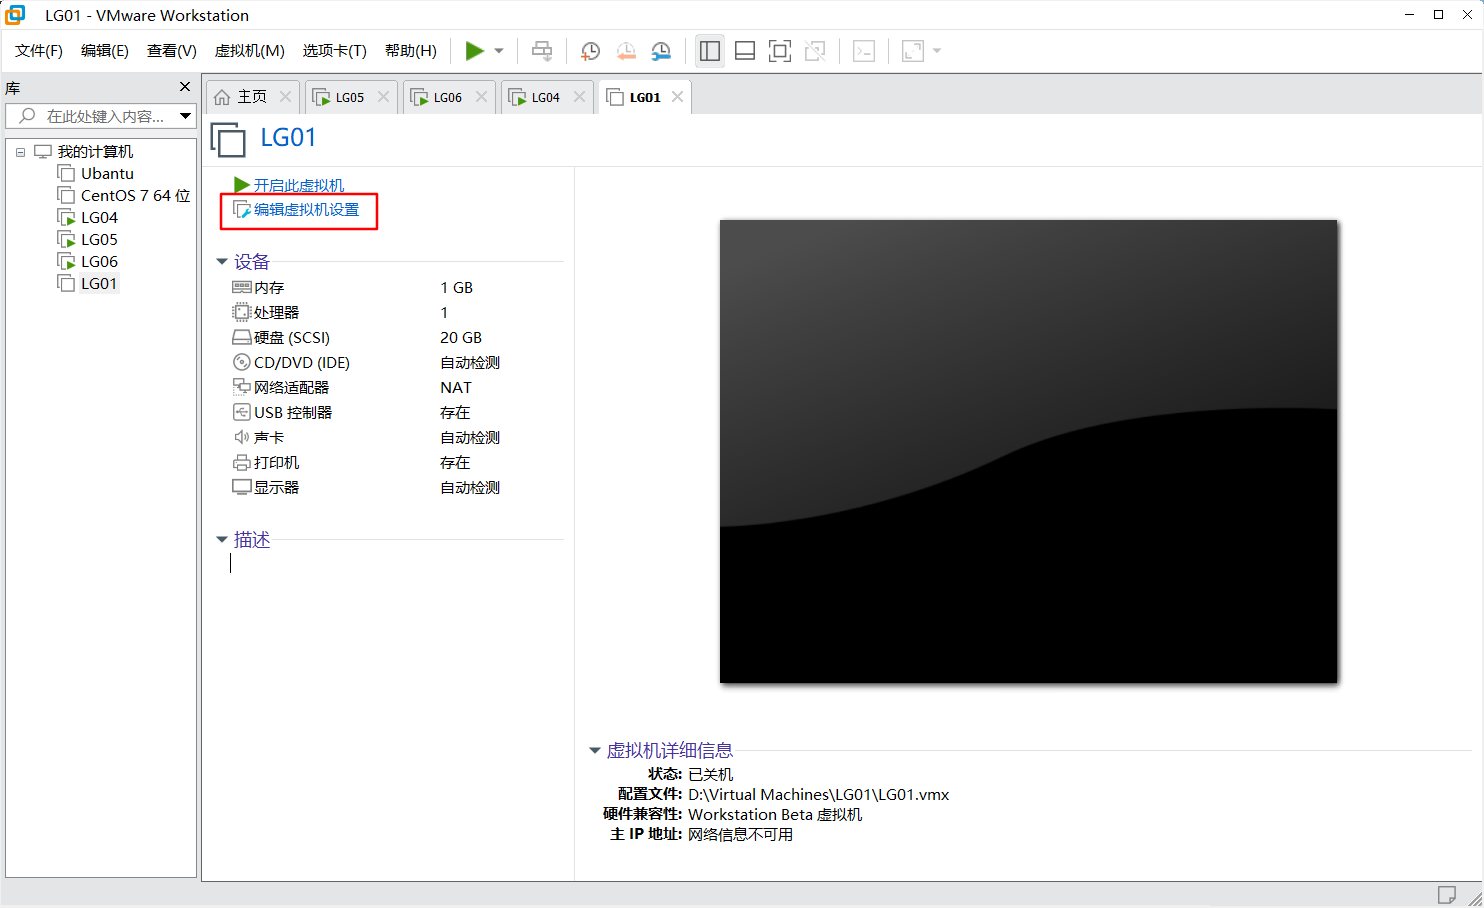 LG01 - VMware Workstation
文件(F) 编辑(E) 查看(V) 虚拟机(M) 选项卡(T) 帮助(H)
库
在此处键入内容...
我的计算机
Ubantu
CentOS 7 64 位
LG04
LG05
LG06
LG01
主页 LG05 LG06 LG04 LG01
LG01
开启此虚拟机
编辑虚拟机设置
设备
内存 1 GB
处理器 1
硬盘 (SCSI) 20 GB
CD/DVD (IDE) 自动检测
网络适配器 NAT
USB 控制器 存在
声卡 自动检测
打印机 存在
显示器 自动检测
描述
虚拟机详细信息
状态: 已关机
配置文件: D:\Virtual Machines\LG01\LG01.vmx
硬件兼容性: Workstation Beta 虚拟机
主 IP 地址: 网络信息不可用